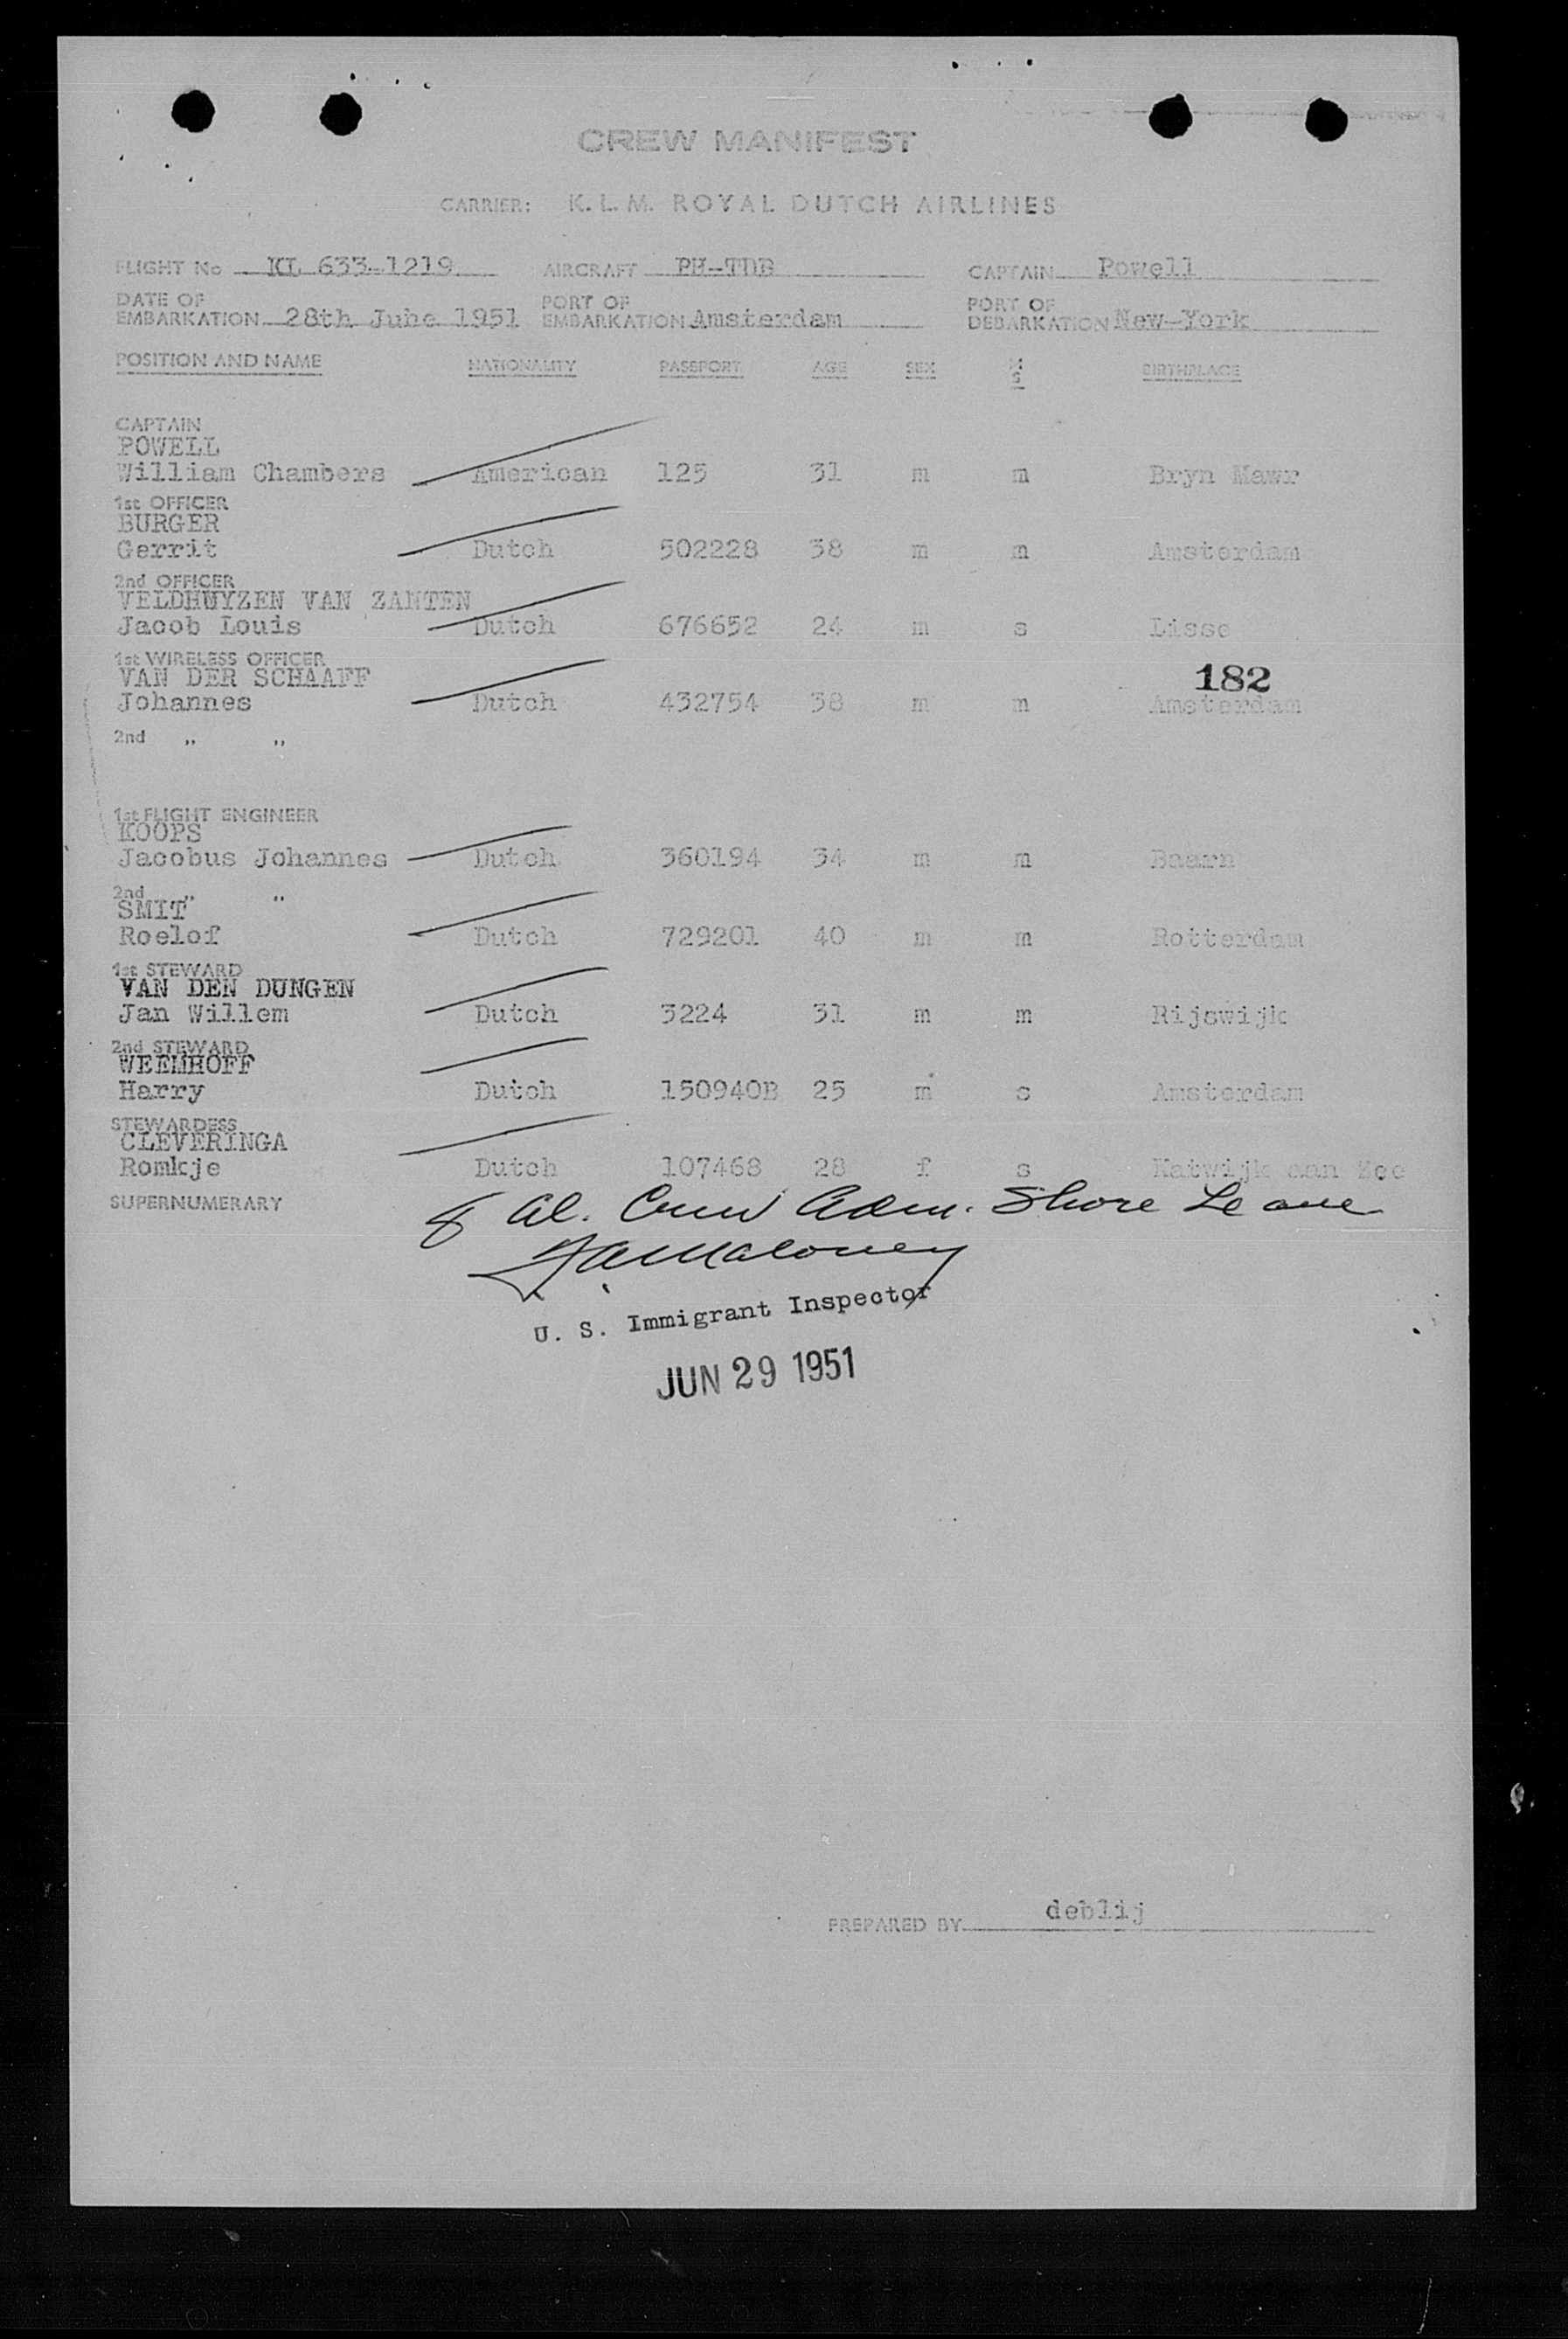 CREW MANIFEST
CARRIER: K.L.M. ROYAL DUTCH AIRLINES
FLIGHT No KL 633-1219 AIRCRAFT PH-TDB CAPTAIN Powell
DATE OF EMBARKATION 28th June 1951 PORT OF EMBARKATION Amsterdam PORT OF DEBARKATION New-York
POSITION AND NAME NATIONALITY PASSPORT AGE SEX M S BIRTHPLACE
CAPTAIN
POWELL
William Chambers American 125 31 m m Bryn Mawr
1st OFFICER
BURGER
Gerrit Dutch 502228 38 m m Amsterdam
2nd OFFICER
VELDHUYZEN VAN ZANTEN
Jacob Louis Dutch 676652 24 m s Lisse
1st WIRELESS OFFICER
VAN DER SCHAAFF
182
Johannes Dutch 432754 38 m m Amsterdam
2nd " "
1st FLIGHT ENGINEER
KOOPS
Jacobus Johannes Dutch 360194 34 m m Baarn
2nd " "
SMIT
Roelof Dutch 729201 40 m m Rotterdam
1st STEWARD
VAN DEN DUNGEN
Jan Willem Dutch 3224 31 m m Rijswijk
2nd STEWARD
WEEMHOFF
Harry Dutch 150940B 25 m s Amsterdam
STEWARDESS
CLEVERINGA
Romkje Dutch 107468 28 f s Katwijk aan Zee
SUPERNUMERARY
8 Al. Crew Adm. Shore Leave
Maloney
U. S. Immigrant Inspector
JUN 29 1951
PREPARED BY deblij